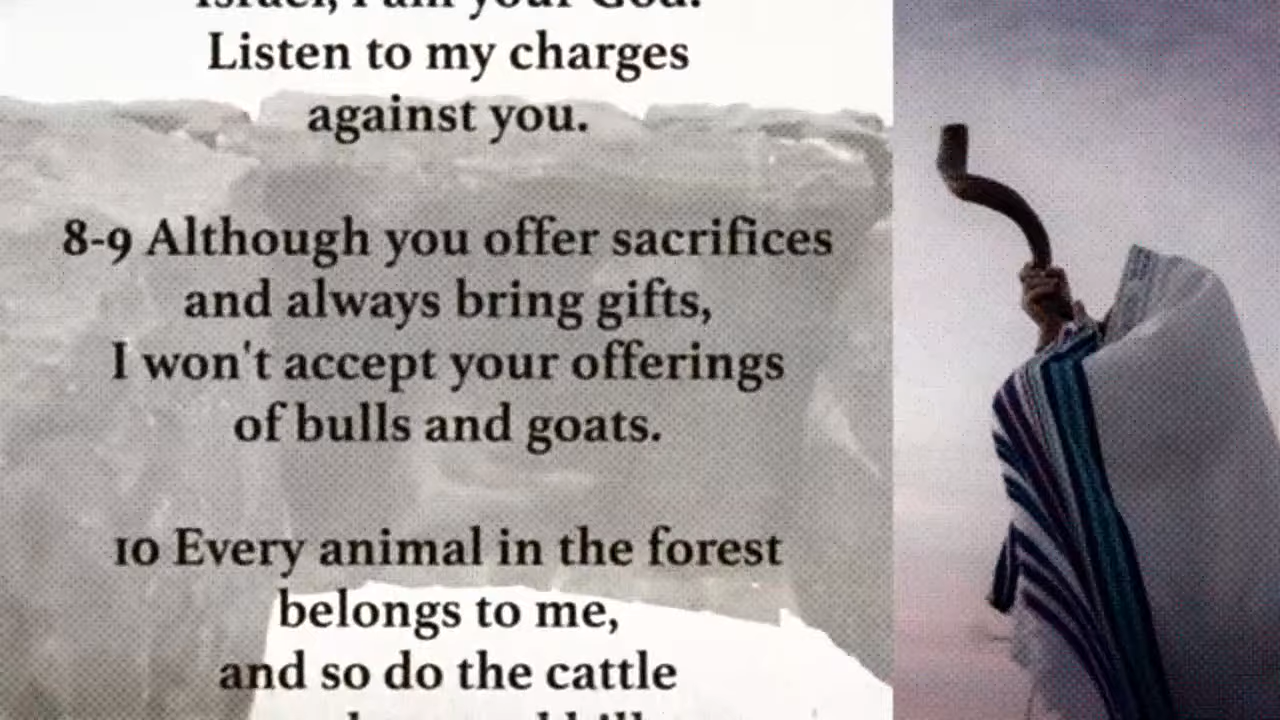 Israel, I am your God.
Listen to my charges
against you.
8-9 Although you offer sacrifices
and always bring gifts,
I won't accept your offerings
of bulls and goats.
10 Every animal in the forest
belongs to me,
and so do the cattle